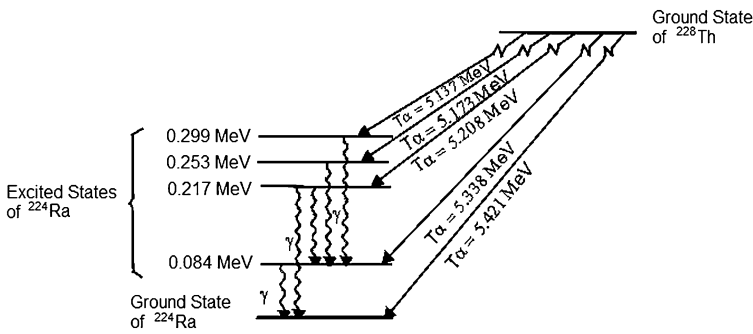 Ground State
of 228Th
Tα = 5.137 MeV
Tα = 5.173 MeV
Tα = 5.208 MeV
Tα = 5.338 MeV
Tα = 5.421 MeV
0.299 MeV
0.253 MeV
0.217 MeV
Excited States
of 224Ra
γ
γ
0.084 MeV
γ
Ground State
of 224Ra